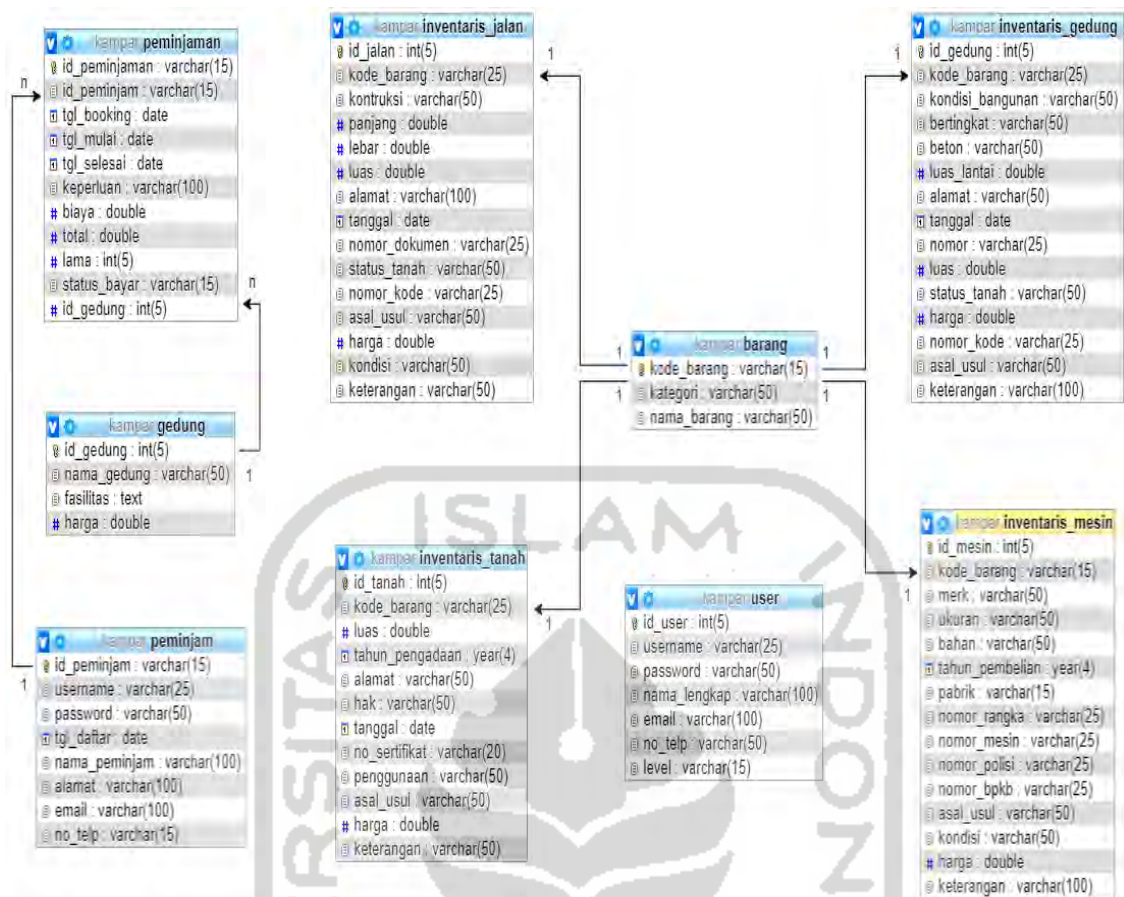 kampar peminjaman
id_peminjaman : varchar(15)
id_peminjam : varchar(15)
tgl_booking : date
tgl_mulai : date
tgl_selesai : date
keperluan : varchar(100)
biaya : double
total : double
lama : int(5)
status_bayar : varchar(15)
id_gedung : int(5)
n
n
kampar gedung
id_gedung : int(5)
nama_gedung : varchar(50)
fasilitas : text
harga : double
1
kampar peminjam
id_peminjam : varchar(15)
username : varchar(25)
password : varchar(50)
tgl_daftar : date
nama_peminjam : varchar(100)
alamat : varchar(100)
email : varchar(100)
no_telp : varchar(15)
1
kampar inventaris_jalan
id_jalan : int(5)
kode_barang : varchar(25)
kontruksi : varchar(50)
panjang : double
lebar : double
luas : double
alamat : varchar(100)
tanggal : date
nomor_dokumen : varchar(25)
status_tanah : varchar(50)
nomor_kode : varchar(25)
asal_usul : varchar(50)
harga : double
kondisi : varchar(50)
keterangan : varchar(50)
1
kampar barang
kode_barang : varchar(15)
kategori : varchar(50)
nama_barang : varchar(50)
1
1
1
1
kampar inventaris_gedung
id_gedung : int(5)
kode_barang : varchar(25)
kondisi_bangunan : varchar(50)
bertingkat : varchar(50)
beton : varchar(50)
luas_lantai : double
alamat : varchar(50)
tanggal : date
nomor : varchar(25)
luas : double
status_tanah : varchar(50)
harga : double
nomor_kode : varchar(25)
asal_usul : varchar(50)
keterangan : varchar(100)
1
kampar inventaris_tanah
id_tanah : int(5)
kode_barang : varchar(25)
luas : double
tahun_pengadaan : year(4)
alamat : varchar(50)
hak : varchar(50)
tanggal : date
no_sertifikat : varchar(20)
penggunaan : varchar(50)
asal_usul : varchar(50)
harga : double
keterangan : varchar(50)
1
kampar user
id_user : int(5)
username : varchar(25)
password : varchar(50)
nama_lengkap : varchar(100)
email : varchar(100)
no_telp : varchar(50)
level : varchar(15)
kampar inventaris_mesin
id_mesin : int(5)
kode_barang : varchar(15)
merk : varchar(50)
ukuran : varchar(50)
bahan : varchar(50)
tahun_pembelian : year(4)
pabrik : varchar(15)
nomor_rangka : varchar(25)
nomor_mesin : varchar(25)
nomor_polisi : varchar(25)
nomor_bpkb : varchar(25)
asal_usul : varchar(50)
kondisi : varchar(50)
harga : double
keterangan : varchar(100)
1
ISLAM
RSITAS
NDON